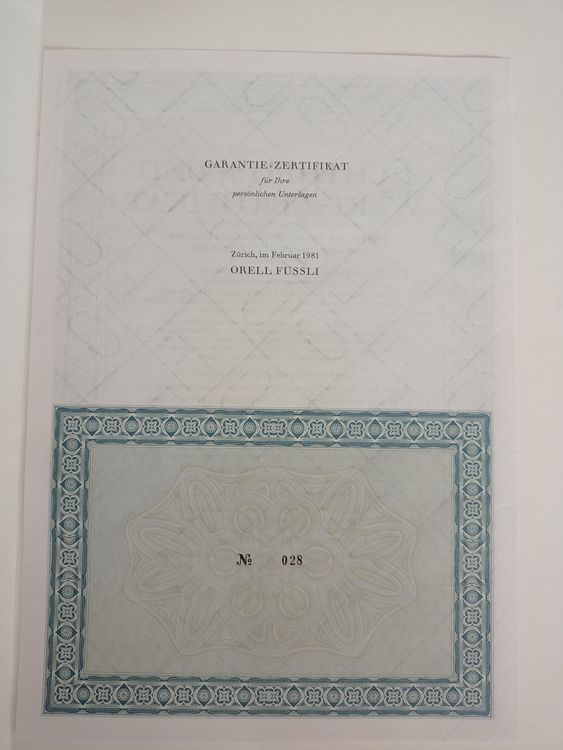 GARANTIE-ZERTIFIKAT
für Ihre
persönlichen Unterlagen
Zürich, im Februar 1981
ORELL FÜSSLI
№ 028